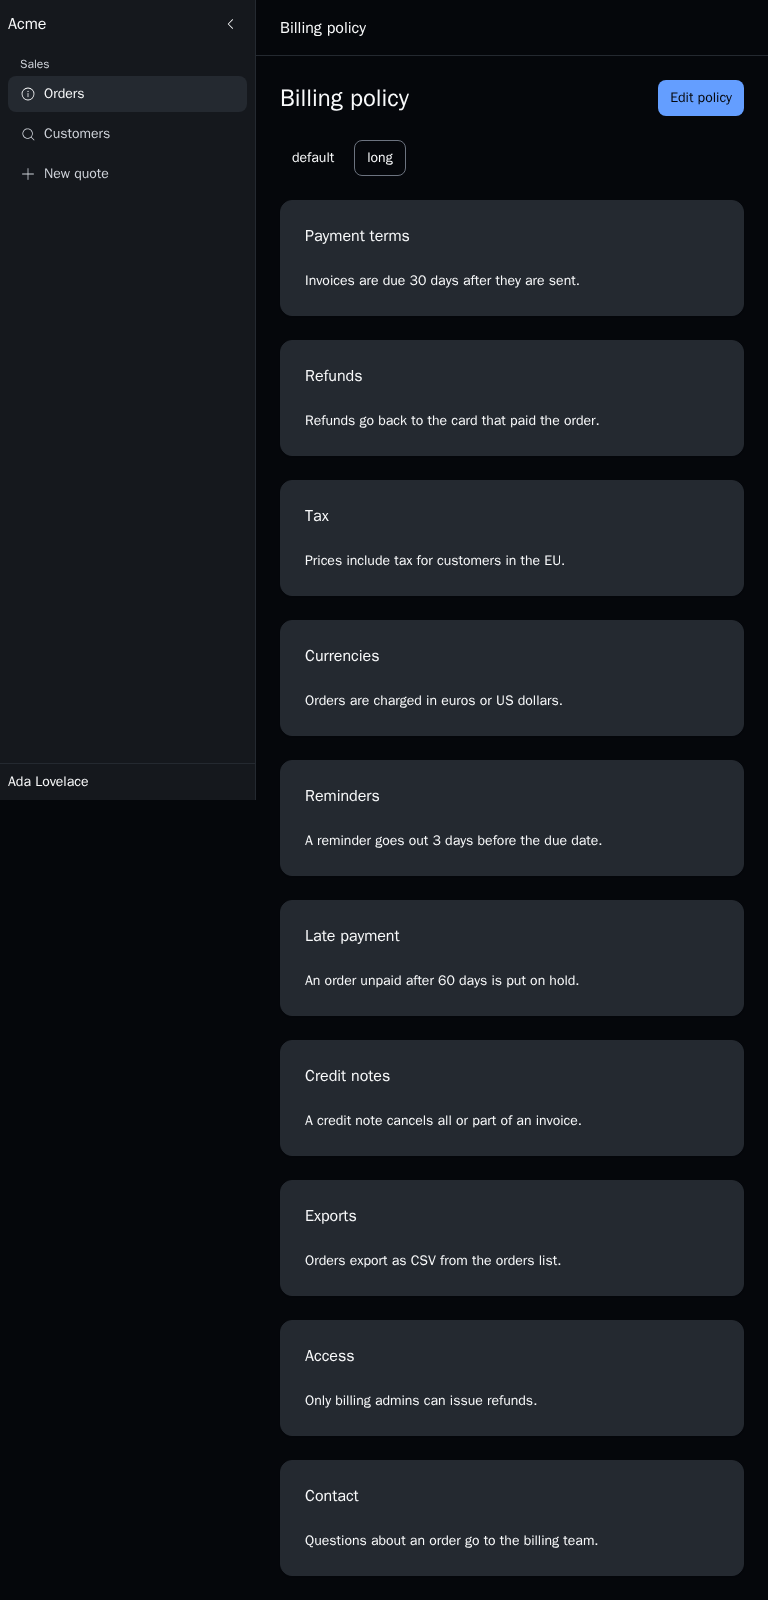 Acme
Sales
Orders
Customers
New quote
Ada Lovelace
Billing policy
Billing policy
Edit policy
default
long
Payment terms
Invoices are due 30 days after they are sent.
Refunds
Refunds go back to the card that paid the order.
Tax
Prices include tax for customers in the EU.
Currencies
Orders are charged in euros or US dollars.
Reminders
A reminder goes out 3 days before the due date.
Late payment
An order unpaid after 60 days is put on hold.
Credit notes
A credit note cancels all or part of an invoice.
Exports
Orders export as CSV from the orders list.
Access
Only billing admins can issue refunds.
Contact
Questions about an order go to the billing team.